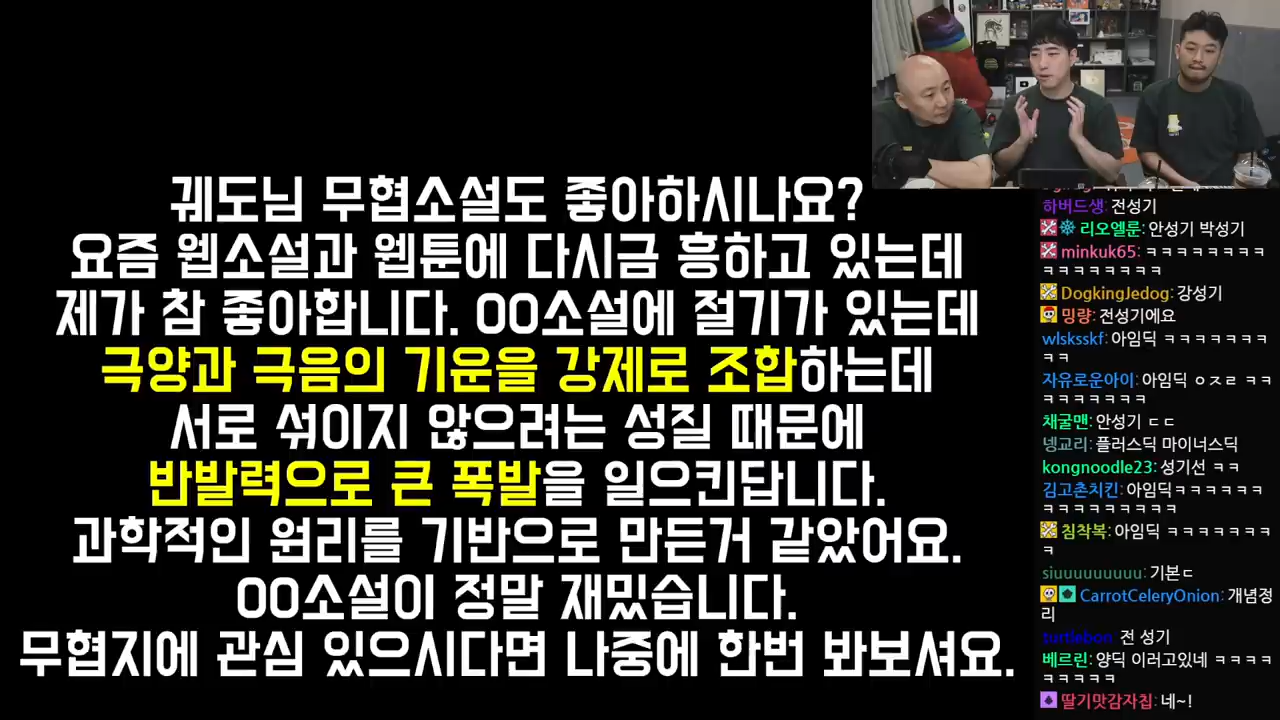 궤도님 무협소설도 좋아하시나요?
요즘 웹소설과 웹툰에 다시금 흥하고 있는데
제가 참 좋아합니다. OO소설에 절기가 있는데
극양과 극음의 기운을 강제로 조합하는데
서로 섞이지 않으려는 성질 때문에
반발력으로 큰 폭발을 일으킨답니다.
과학적인 원리를 기반으로 만든거 같았어요.
OO소설이 정말 재밌습니다.
무협지에 관심 있으시다면 나중에 한번 봐보셔요.
하버드생: 전성기
리오엘룬: 안성기 박성기
minkuk65: ㅋㅋㅋㅋㅋㅋㅋㅋ
ㅋㅋㅋㅋㅋㅋㅋㅋ
DogkingJedog: 강성기
밍량: 전성기에요
wlsksskf: 아임딕 ㅋㅋㅋㅋㅋㅋㅋ
ㅋㅋ
자유로운아이: 아임딕 ㅇㅈㄹ ㅋㅋ
ㅋㅋㅋㅋㅋㅋㅋ
채굴맨: 안성기 ㄷㄷ
넹교리: 플러스딕 마이너스딕
kongnoodle23: 성기선 ㅋㅋ
김고촌치킨: 아임딕ㅋㅋㅋㅋㅋㅋ
ㅋㅋㅋㅋㅋㅋㅋㅋㅋ
침착복: 아임딕 ㅋㅋㅋㅋㅋㅋㅋ
ㅋ
siuuuuuuuuu: 기본ㄷ
CarrotCeleryOnion: 개념정
리
turtleboo: 전 성기
베르린: 양딕 이러고있네 ㅋㅋㅋㅋ
ㅋㅋㅋㅋㅋ
딸기맛감자칩: 네~!